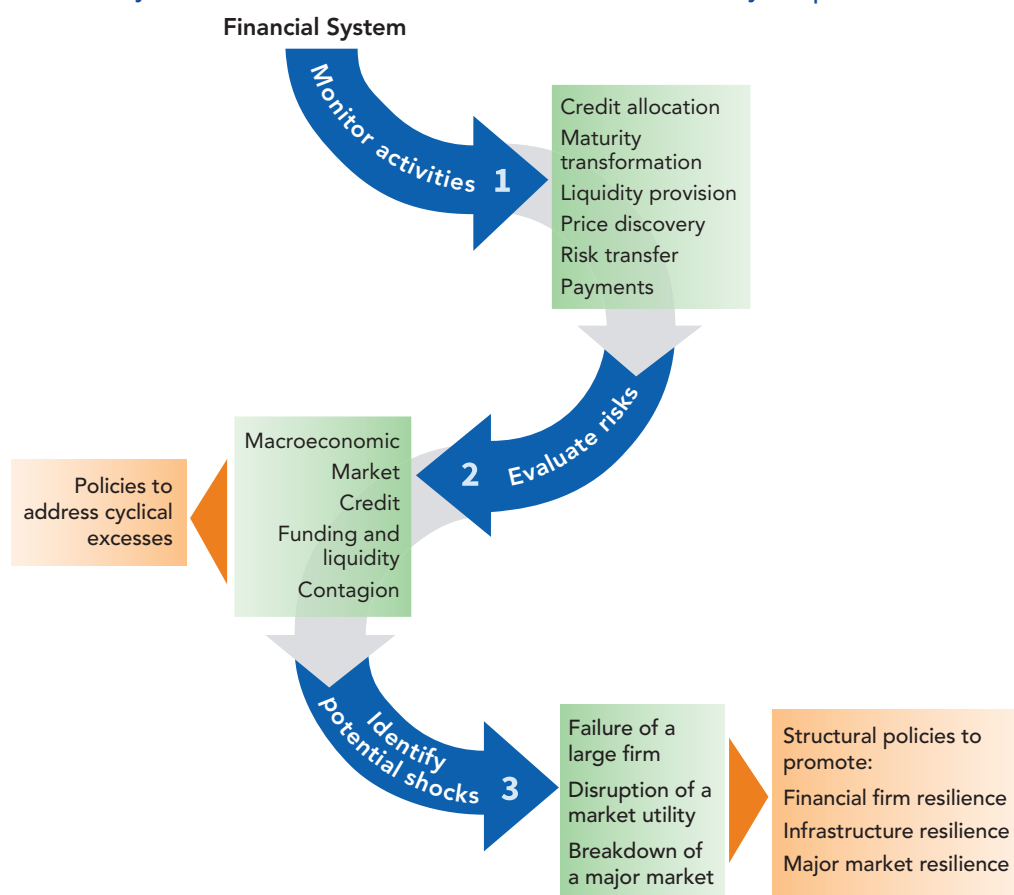 Financial System
Monitor activities 1
Credit allocation
Maturity
transformation
Liquidity provision
Price discovery
Risk transfer
Payments
Evaluate risks
2
Macroeconomic
Market
Credit
Funding and
liquidity
Contagion
Policies to
address cyclical
excesses
Identify
potential shocks 3
Failure of a
large firm
Disruption of a
market utility
Breakdown of
a major market
Structural policies to
promote:
Financial firm resilience
Infrastructure resilience
Major market resilience